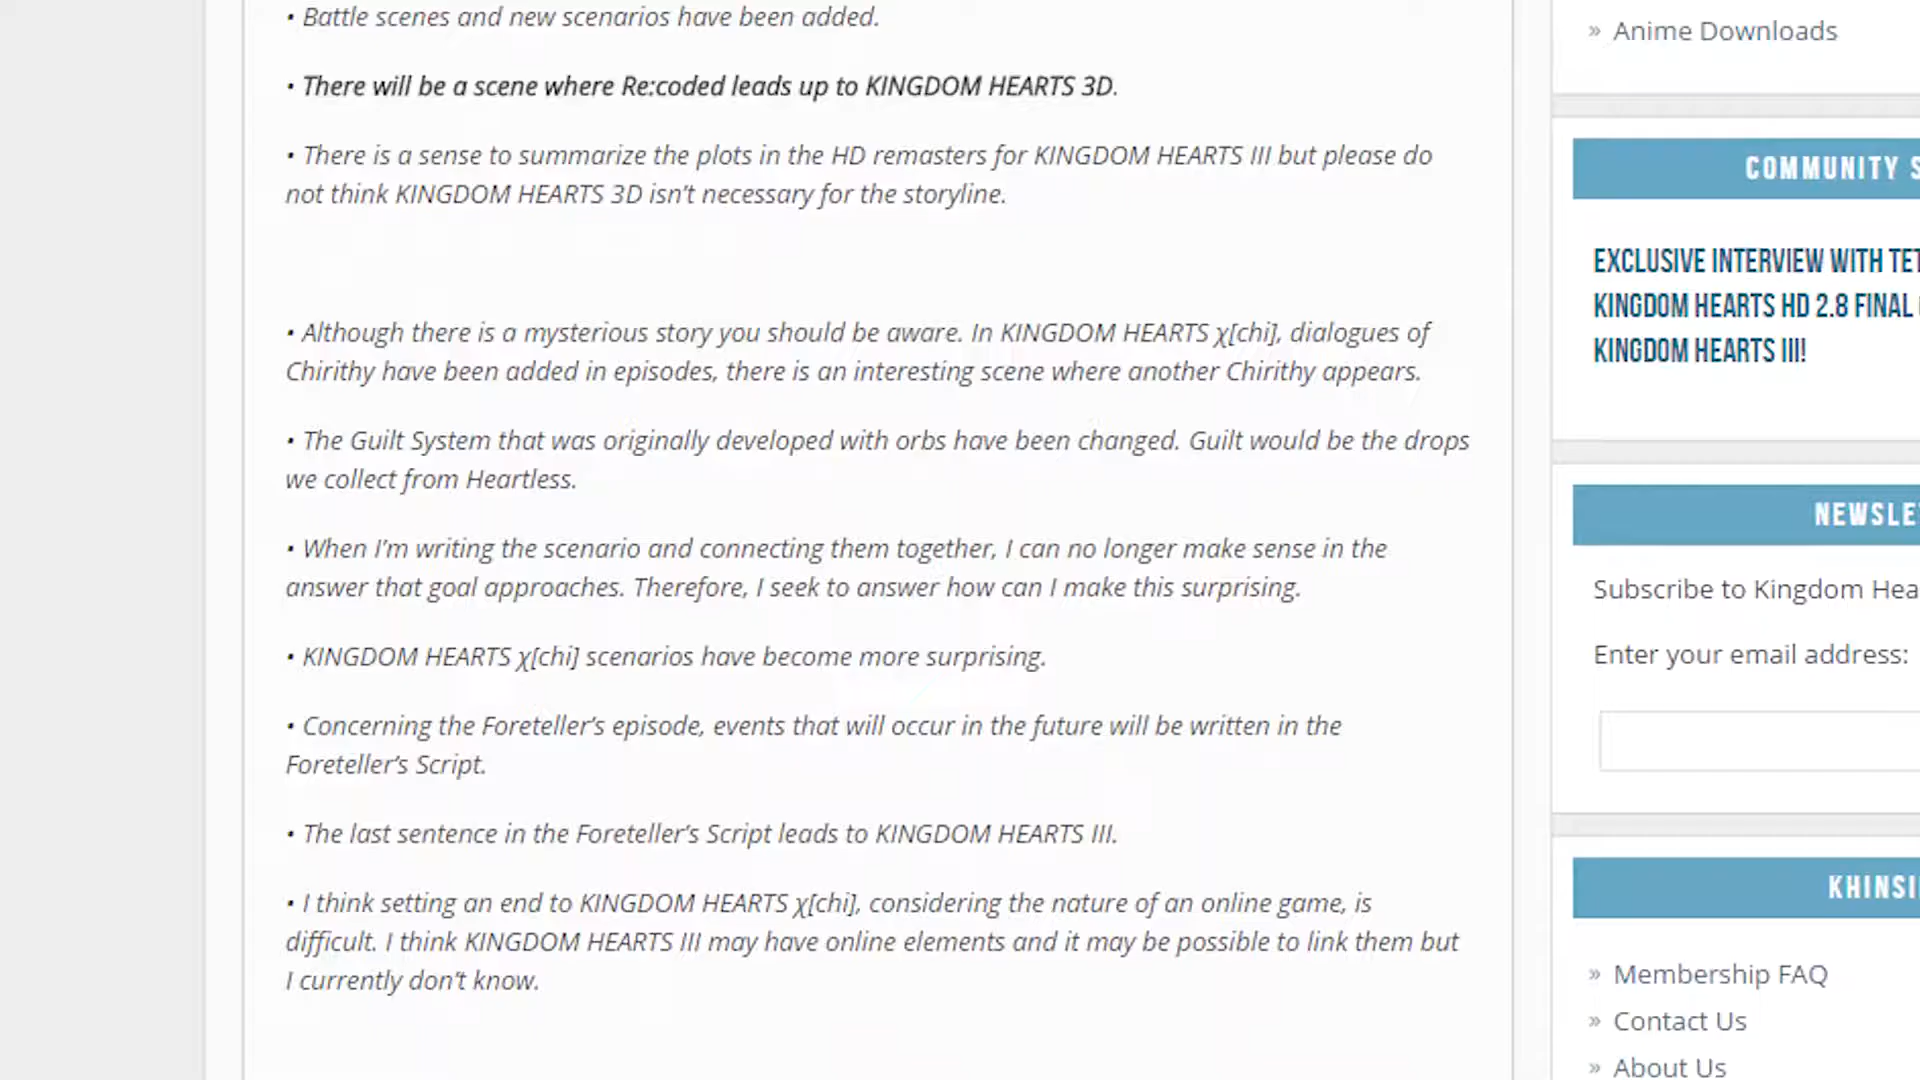 • Battle scenes and new scenarios have been added.
• There will be a scene where Re:coded leads up to KINGDOM HEARTS 3D.
• There is a sense to summarize the plots in the HD remasters for KINGDOM HEARTS III but please do
not think KINGDOM HEARTS 3D isn't necessary for the storyline.
• Although there is a mysterious story you should be aware. In KINGDOM HEARTS χ[chi], dialogues of
Chirithy have been added in episodes, there is an interesting scene where another Chirithy appears.
• The Guilt System that was originally developed with orbs have been changed. Guilt would be the drops
we collect from Heartless.
• When I'm writing the scenario and connecting them together, I can no longer make sense in the
answer that goal approaches. Therefore, I seek to answer how can I make this surprising.
• KINGDOM HEARTS χ[chi] scenarios have become more surprising.
• Concerning the Foreteller's episode, events that will occur in the future will be written in the
Foreteller's Script.
• The last sentence in the Foreteller's Script leads to KINGDOM HEARTS III.
• I think setting an end to KINGDOM HEARTS χ[chi], considering the nature of an online game, is
difficult. I think KINGDOM HEARTS III may have online elements and it may be possible to link them but
I currently don't know.
» Anime Downloads
COMMUNITY S
EXCLUSIVE INTERVIEW WITH TET
KINGDOM HEARTS HD 2.8 FINAL
KINGDOM HEARTS III!
NEWSLE
Subscribe to Kingdom Hea
Enter your email address:
KHINSI
» Membership FAQ
» Contact Us
» About Us